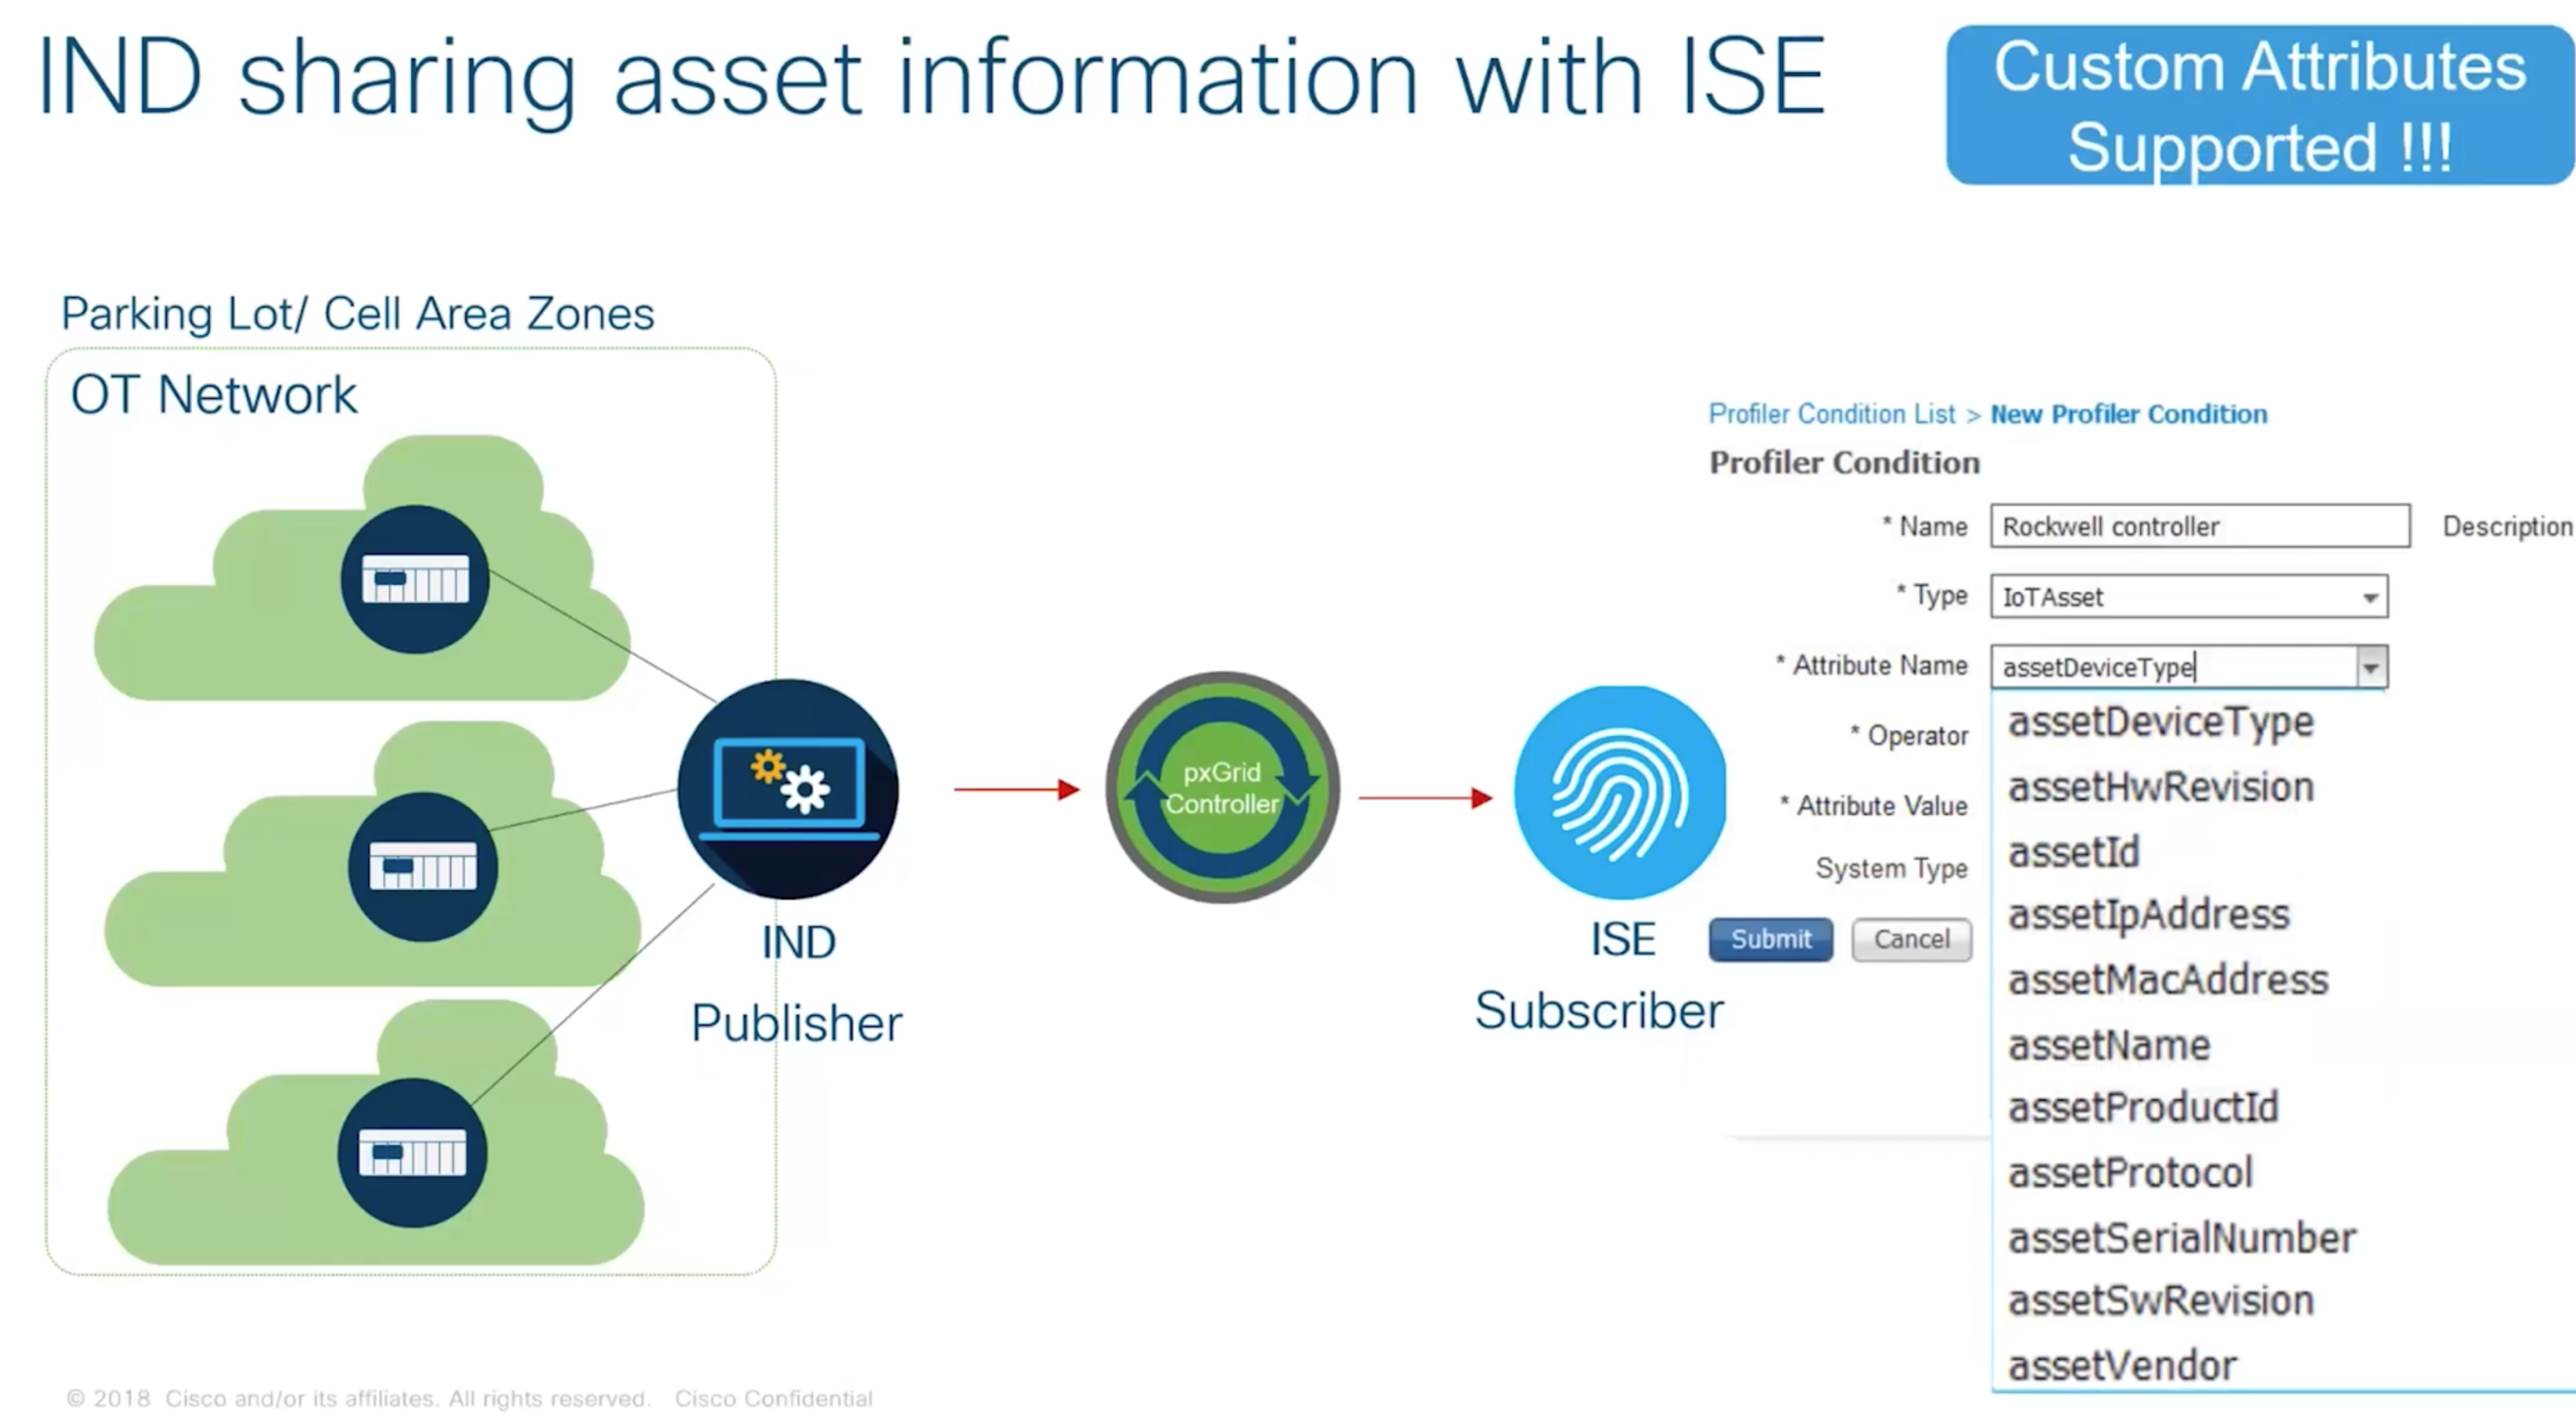 IND sharing asset information with ISE
Custom Attributes
Supported !!!
Parking Lot/ Cell Area Zones
OT Network
IND
Publisher
pxGrid
Controller
ISE
Subscriber
Profiler Condition List > New Profiler Condition
Profiler Condition
* Name Rockwell controller Description
* Type IoTAsset
* Attribute Name assetDeviceType
* Operator
* Attribute Value
System Type
Submit Cancel
assetDeviceType
assetHwRevision
assetId
assetIpAddress
assetMacAddress
assetName
assetProductId
assetProtocol
assetSerialNumber
assetSwRevision
assetVendor
© 2018 Cisco and/or its affiliates. All rights reserved. Cisco Confidential